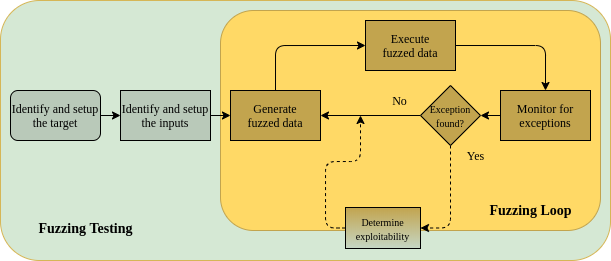 Execute
fuzzed data
Identify and setup
the target
Identify and setup
the inputs
Generate
fuzzed data
No
Exception
found?
Monitor for
exceptions
Yes
Determine
exploitability
Fuzzing Loop
Fuzzing Testing